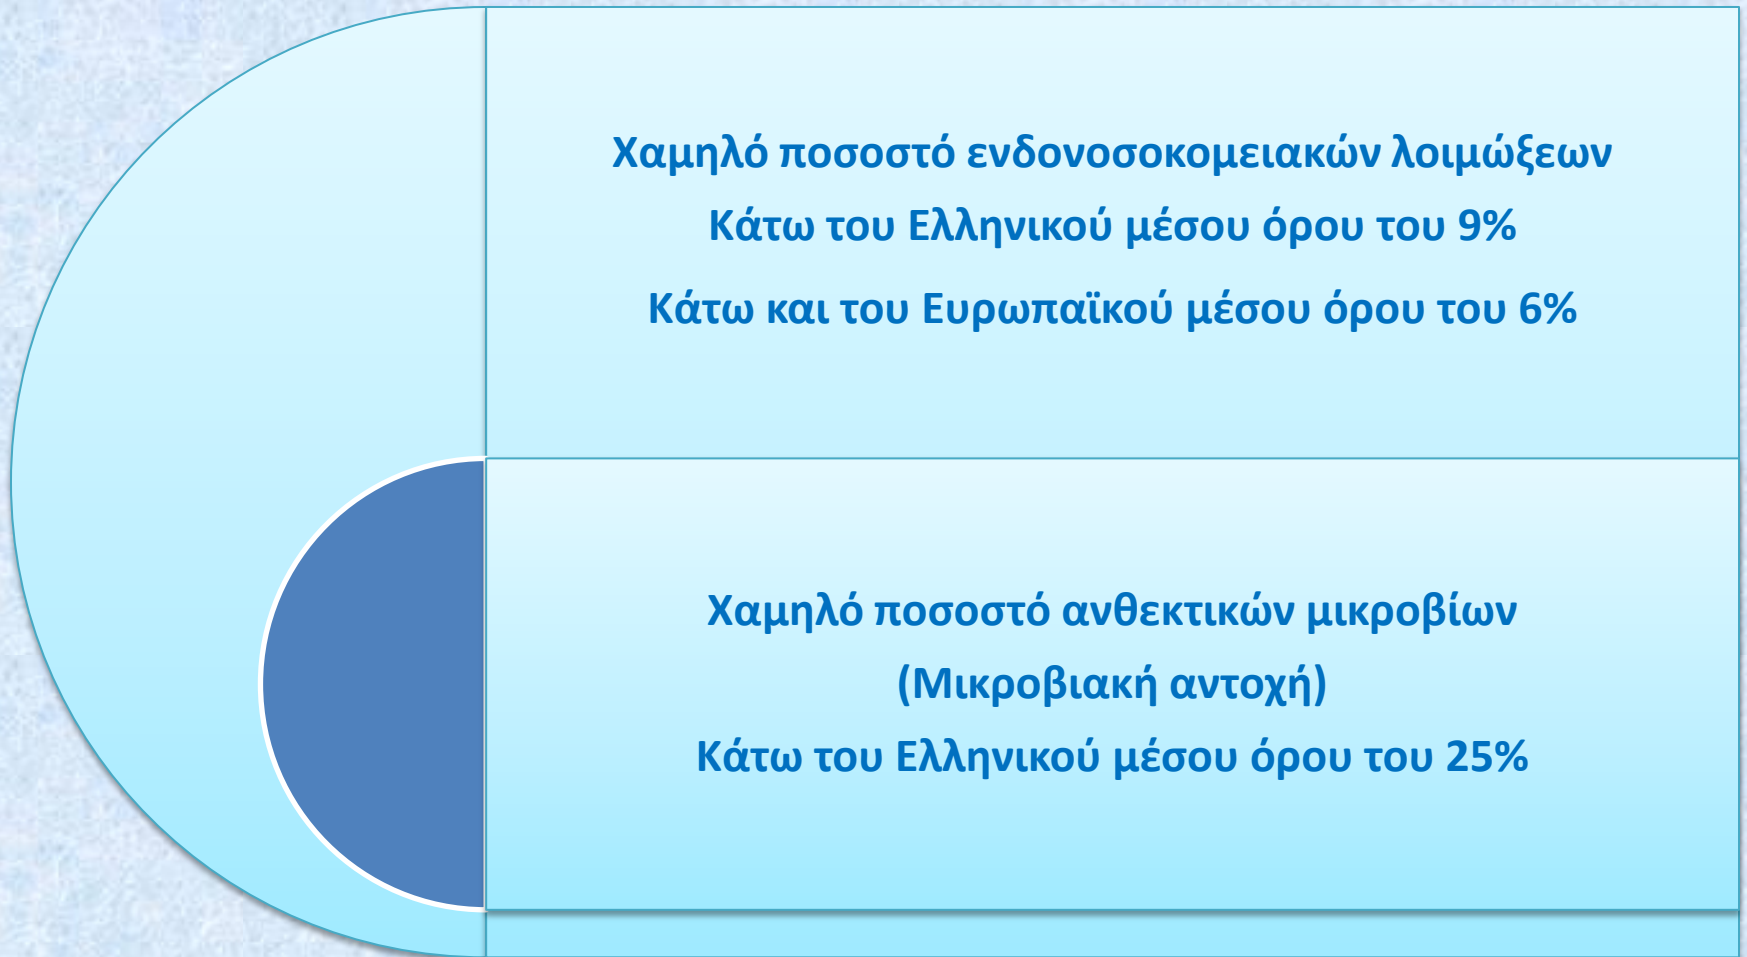 Χαμηλό ποσοστό ενδονοσοκομειακών λοιμώξεων
Κάτω του Ελληνικού μέσου όρου του 9%
Κάτω και του Ευρωπαϊκού μέσου όρου του 6%
Χαμηλό ποσοστό ανθεκτικών μικροβίων
(Μικροβιακή αντοχή)
Κάτω του Ελληνικού μέσου όρου του 25%